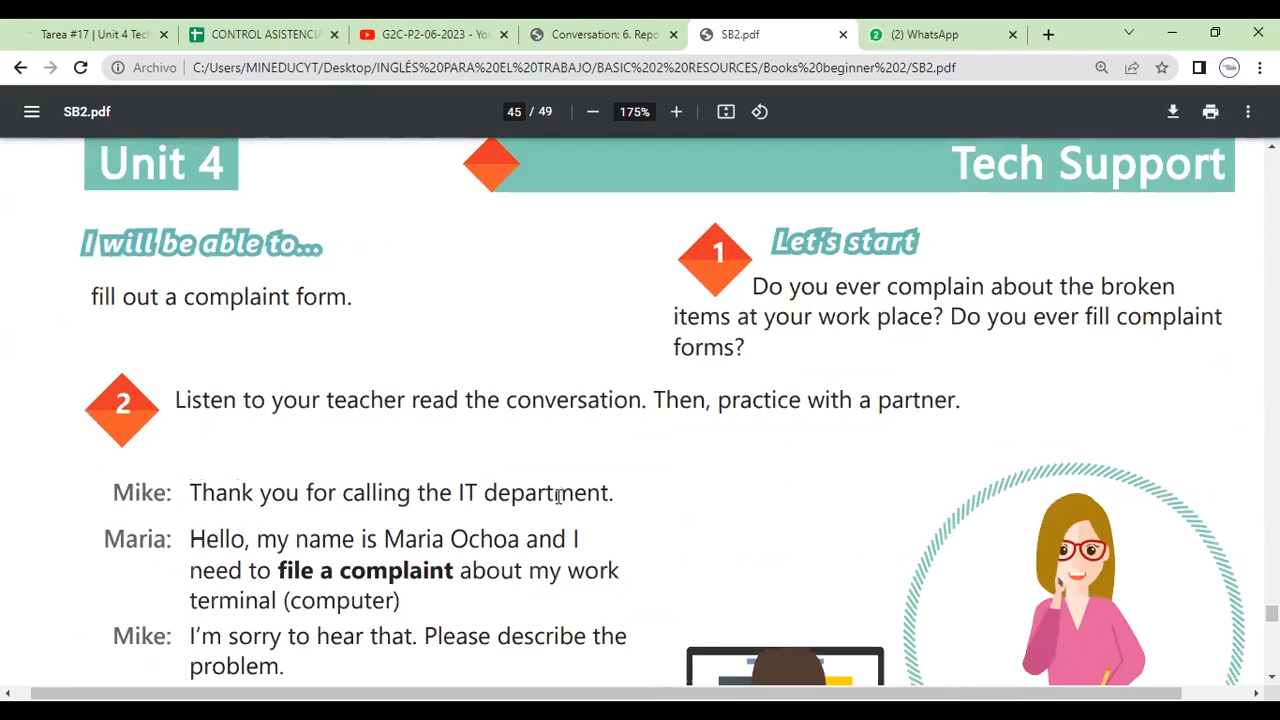 Tarea #17 | Unit 4 Tech
CONTROL ASISTENCIA
G2C-P2-06-2023 - You
Conversation: 6. Repo
SB2.pdf
(2) WhatsApp
Archivo
C:/Users/MINEDUCYT/Desktop/INGLÉS%20PARA%20EL%20TRABAJO/BASIC%202%20RESOURCES/Books%20beginner%202/SB2.pdf
SB2.pdf
45 / 49
175%
Unit 4
Tech Support
I will be able to...
fill out a complaint form.
1
Let's start
Do you ever complain about the broken
items at your work place? Do you ever fill complaint
forms?
2
Listen to your teacher read the conversation. Then, practice with a partner.
Mike: Thank you for calling the IT department.
Maria: Hello, my name is Maria Ochoa and I
need to file a complaint about my work
terminal (computer)
Mike: I'm sorry to hear that. Please describe the
problem.